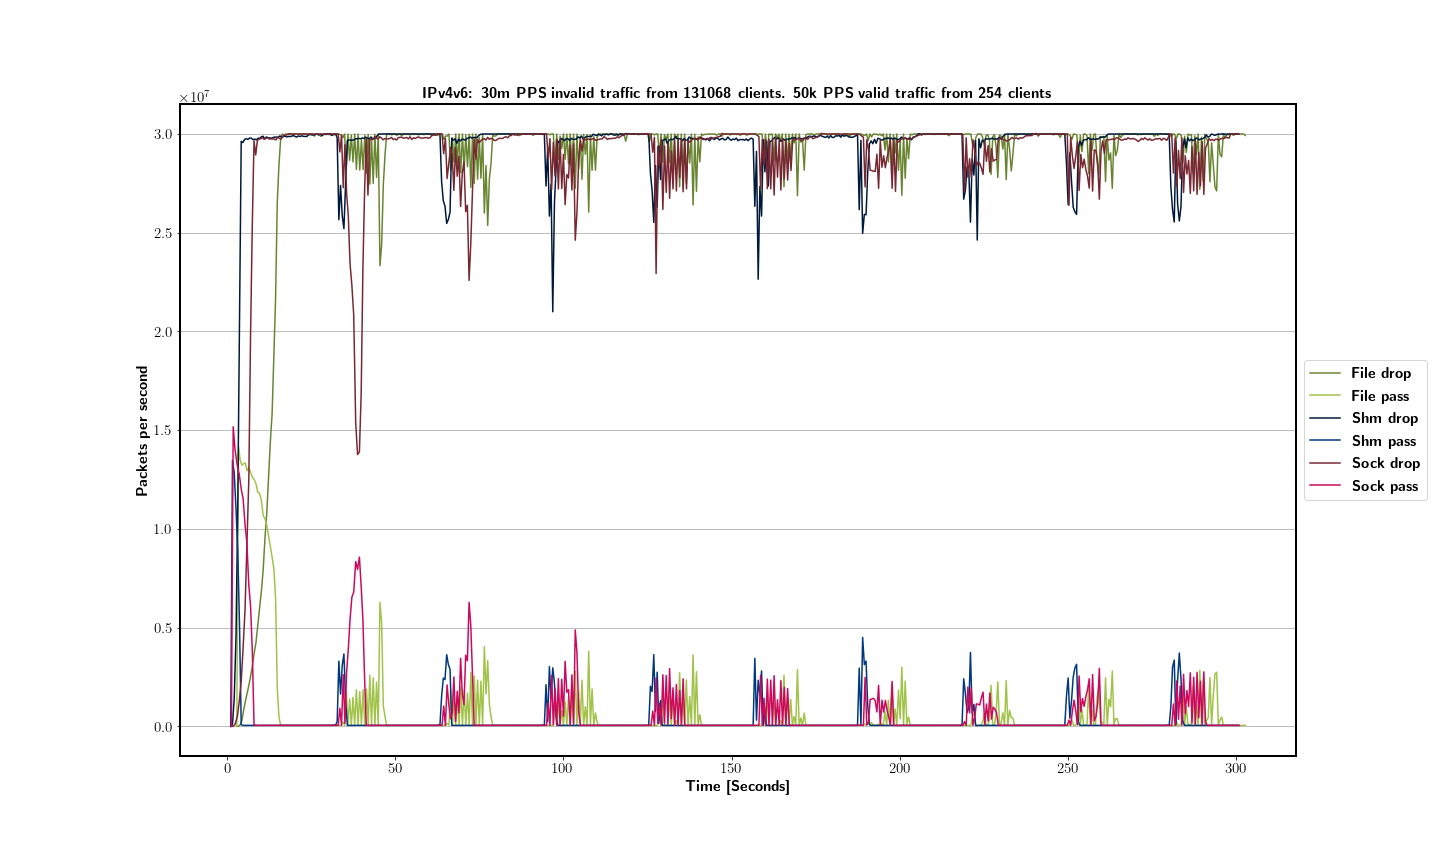 IPv4v6: 30m PPS invalid traffic from 131068 clients. 50k PPS valid traffic from 254 clients
×10⁷
3.0
2.5
2.0
1.5
1.0
0.5
0.0
Packets per second
0 50 100 150 200 250 300
Time [Seconds]
File drop
File pass
Shm drop
Shm pass
Sock drop
Sock pass